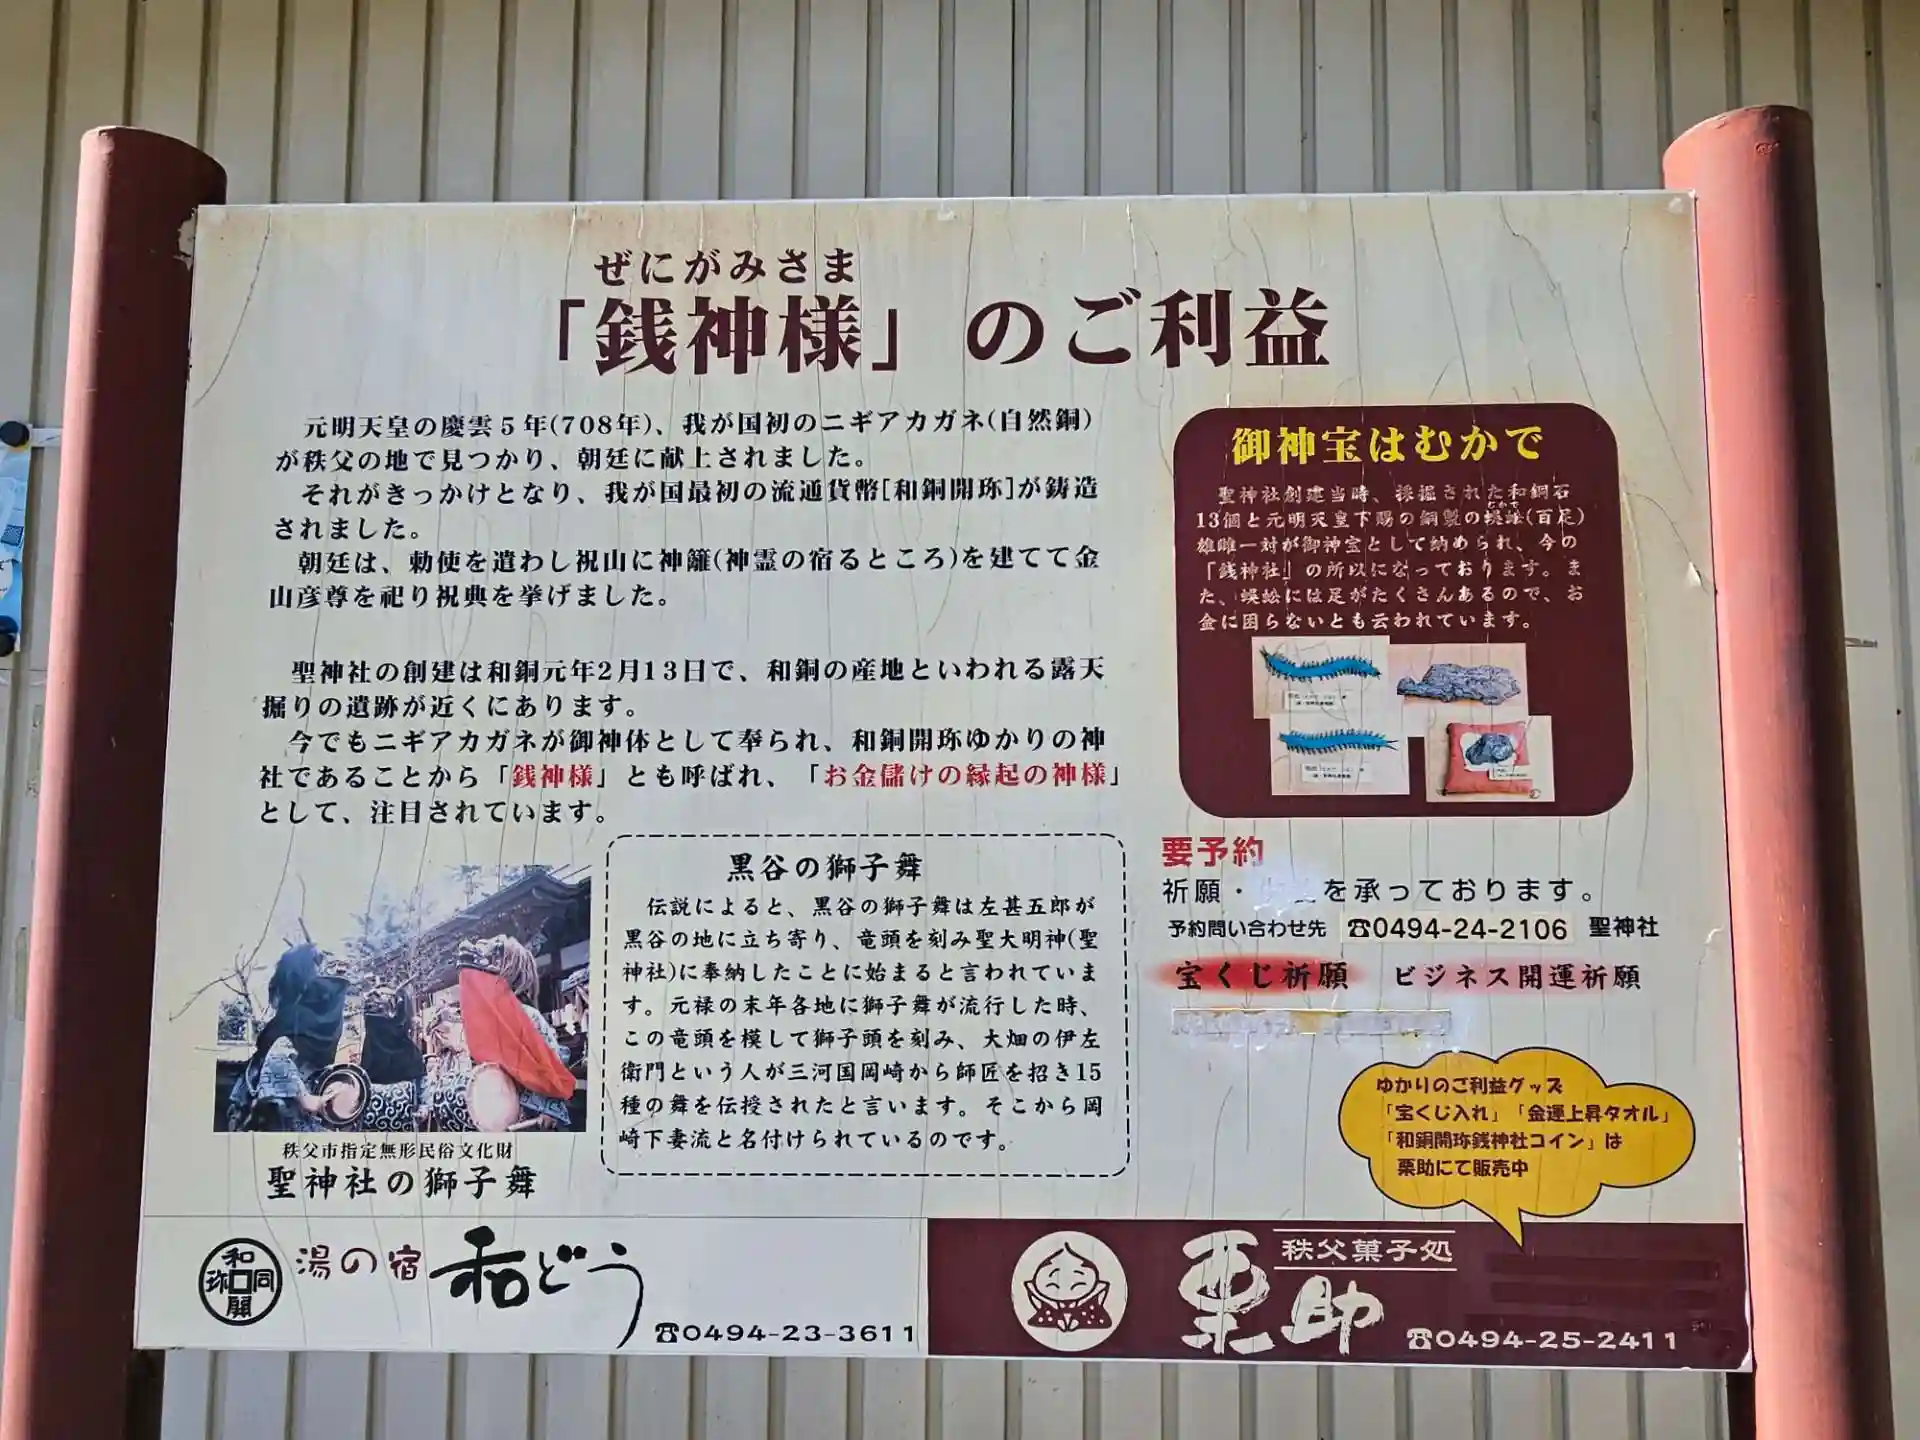 ぜにがみさま
「銭神様」のご利益
元明天皇の慶雲5年(708年)、我が国初のニギアカガネ(自然銅)
が秩父の地で見つかり、朝廷に献上されました。
それがきっかけとなり、我が国最初の流通貨幣[和銅開珎]が鋳造
されました。
朝廷は、勅使を遣わし祝山に神籬(神霊の宿るところ)を建てて金
山彦尊を祀り祝典を挙げました。
聖神社の創建は和銅元年2月13日で、和銅の産地といわれる露天
掘りの遺跡が近くにあります。
今でもニギアカガネが御神体として奉られ、和銅開珎ゆかりの神
社であることから「銭神様」とも呼ばれ、「お金儲けの縁起の神様」
として、注目されています。
御神宝はむかで
聖神社創建当時、採掘された和銅石
むかで
13個と元明天皇下賜の銅製の蜈蚣(百足)
雄雌一対が御神宝として納められ、今の
「銭神社」の所以になっております。ま
た、蜈蚣には足がたくさんあるので、お
金に困らないとも云われています。
秩父市指定無形民俗文化財
聖神社の獅子舞
黒谷の獅子舞
伝説によると、黒谷の獅子舞は左甚五郎が
黒谷の地に立ち寄り、竜頭を刻み聖大明神(聖
神社)に奉納したことに始まると言われていま
す。元禄の末年各地に獅子舞が流行した時、
この竜頭を模して獅子頭を刻み、大畑の伊左
衛門という人が三河国岡崎から師匠を招き15
種の舞を伝授されたと言います。そこから岡
崎下妻流と名付けられているのです。
要予約
祈願・を承っております。
予約問い合わせ先 ☎0494-24-2106 聖神社
宝くじ祈願 ビジネス開運祈願
ゆかりのご利益グッズ
「宝くじ入れ」「金運上昇タオル」
「和銅開珎銭神社コイン」は
栗助にて販売中
和同開珎
湯の宿 和どう
☎0494-23-3611
秩父菓子処
栗助
☎0494-25-2411